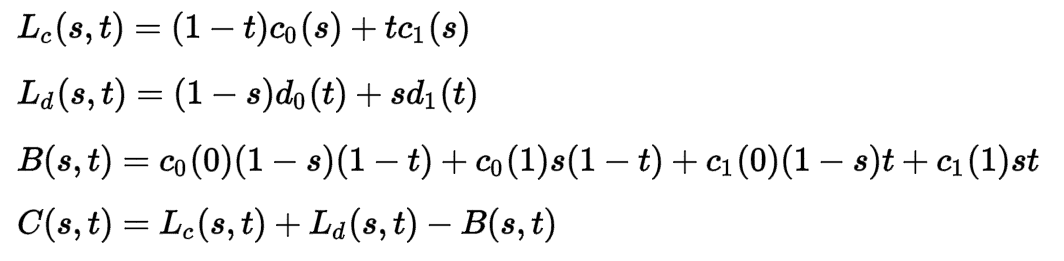 L_c(s, t) = (1 − t)c_0(s) + tc_1(s)
L_d(s, t) = (1 − s)d_0(t) + sd_1(t)
B(s, t) = c_0(0)(1 − s)(1 − t) + c_0(1)s(1 − t) + c_1(0)(1 − s)t + c_1(1)st
C(s, t) = L_c(s, t) + L_d(s, t) − B(s, t)